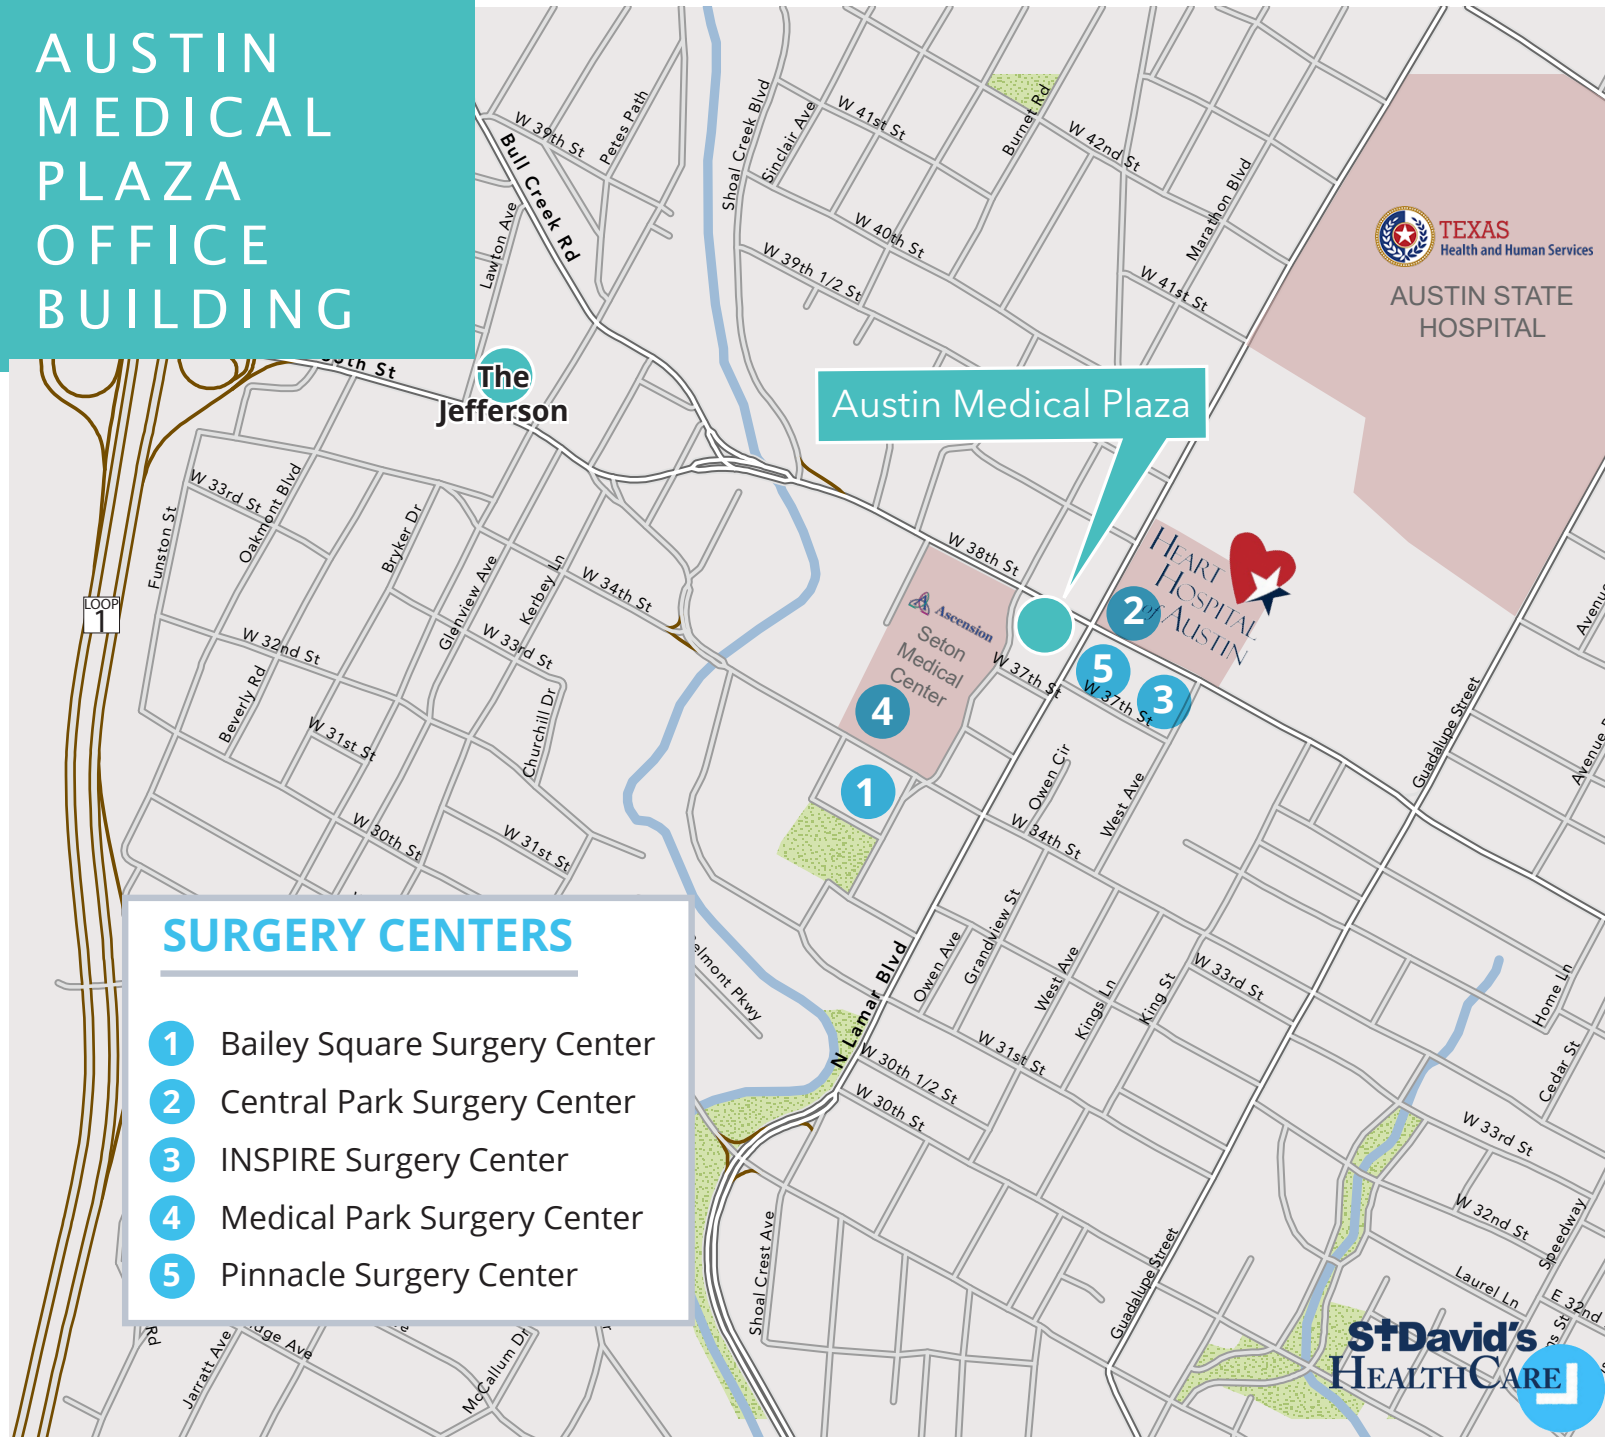 AUSTIN
MEDICAL
PLAZA
OFFICE
BUILDING
W 39th St
Petes Path
Bull Creek Rd
Lawton Ave
Shoal Creek Blvd
Sinclair Ave
W 41st St
Burnet Rd
W 42nd St
Marathon Blvd
W 40th St
W 39th 1/2 St
W 41st St
TEXAS
Health and Human Services
AUSTIN STATE
HOSPITAL
The
Jefferson
Austin Medical Plaza
W 33rd St
Oakmont Blvd
Funston St
Bryker Dr
Glenview Ave
Kerbey Ln
W 34th St
W 33rd St
LOOP
1
W 32nd St
Beverly Rd
W 31st St
Churchill Dr
W 30th St
W 31st St
W 38th St
Ascension
Seton
Medical
Center
4
1
HEART
HOSPITAL
of AUSTIN
2
5
3
W 37th St
W 37th St
Owen Cir
West Ave
W 34th St
Guadalupe Street
Avenue
SURGERY CENTERS
1 Bailey Square Surgery Center
2 Central Park Surgery Center
3 INSPIRE Surgery Center
4 Medical Park Surgery Center
5 Pinnacle Surgery Center
Pkwy
N Lamar Blvd
Owen Ave
Grandview St
West Ave
Kings Ln
King St
W 33rd St
W 31st St
W 30th 1/2 St
W 30th St
Home Ln
Cedar St
W 33rd St
W 32nd St
Speedway
Laurel Ln
E 32nd
Shoal Crest Ave
Guadalupe Street
Rd
Jarratt Ave
Ave
McCallum Dr
St David's
HEALTHCARE